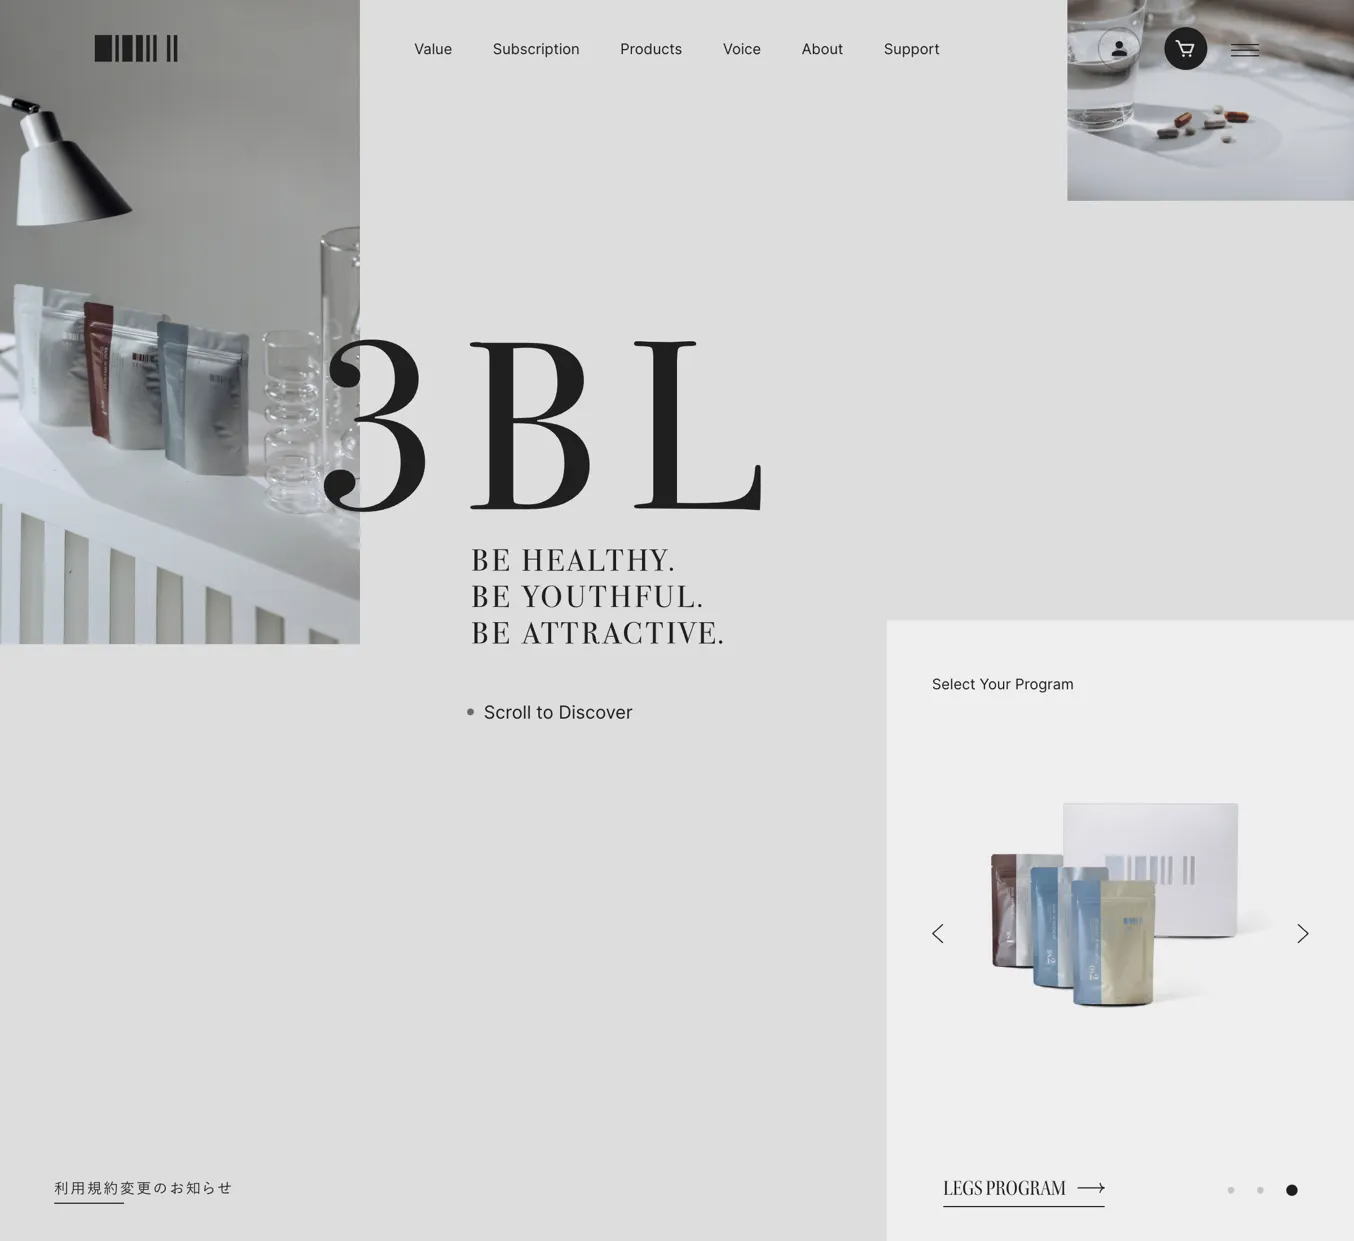 Value
Subscription
Products
Voice
About
Support
3BL
BE HEALTHY.
BE YOUTHFUL.
BE ATTRACTIVE.
Scroll to Discover
Select Your Program
LEGS PROGRAM
利用規約変更のお知らせ